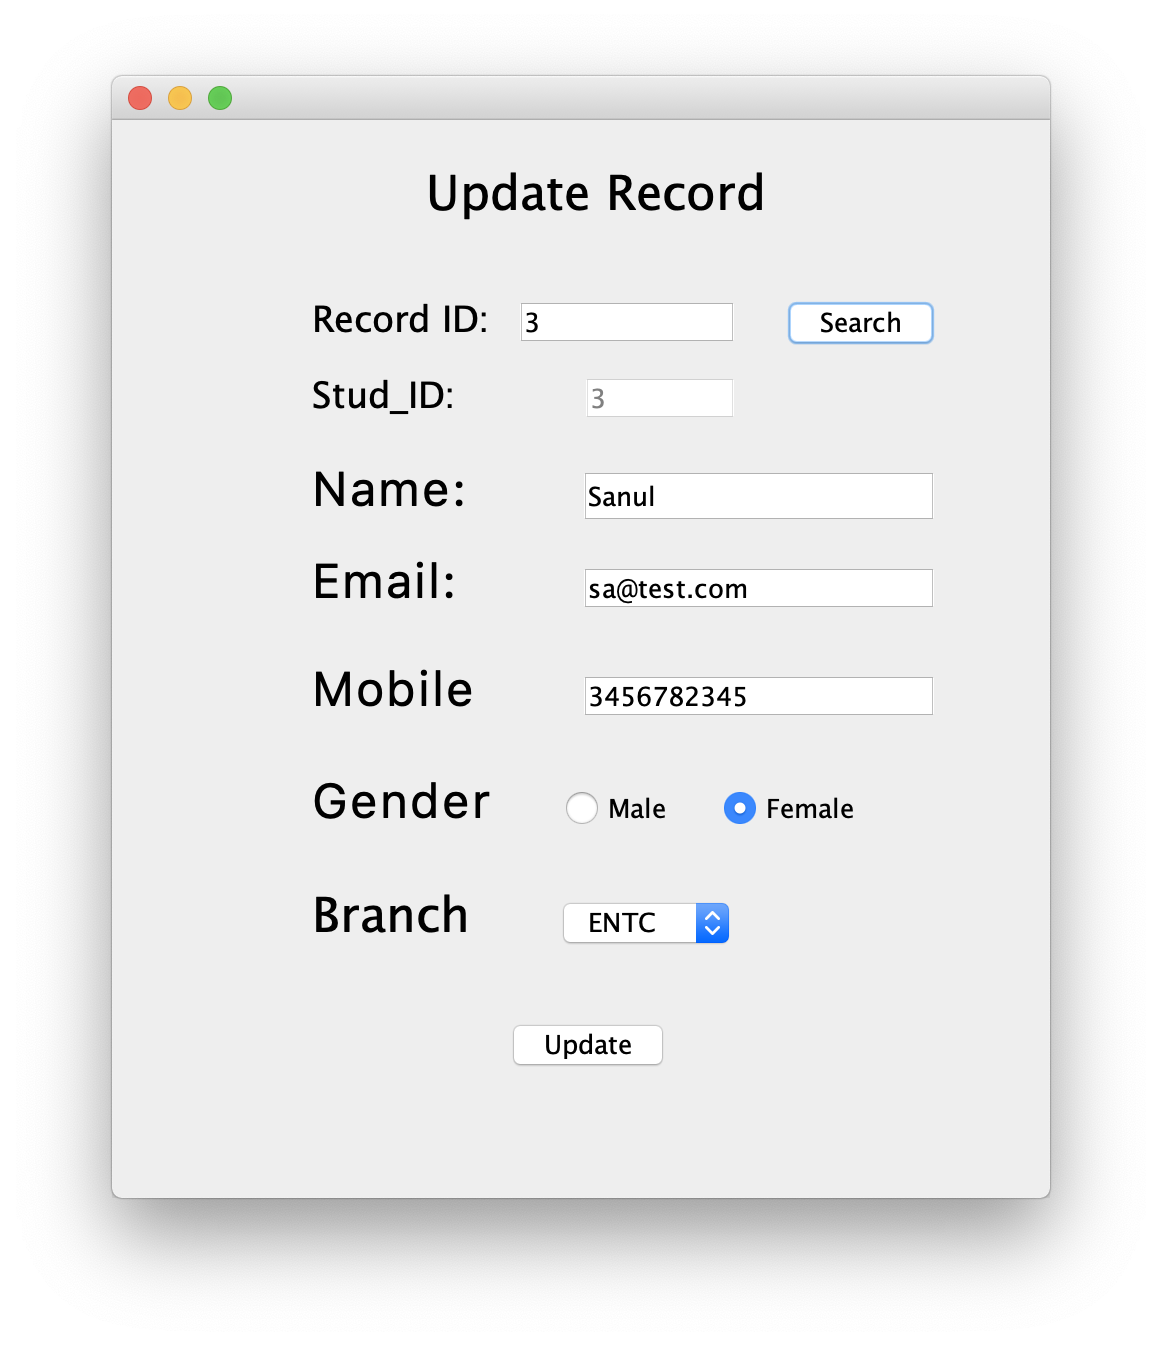 Update Record
Record ID: 3 Search
Stud_ID: 3
Name: Sanul
Email: sa@test.com
Mobile 3456782345
Gender Male Female
Branch ENTC
Update